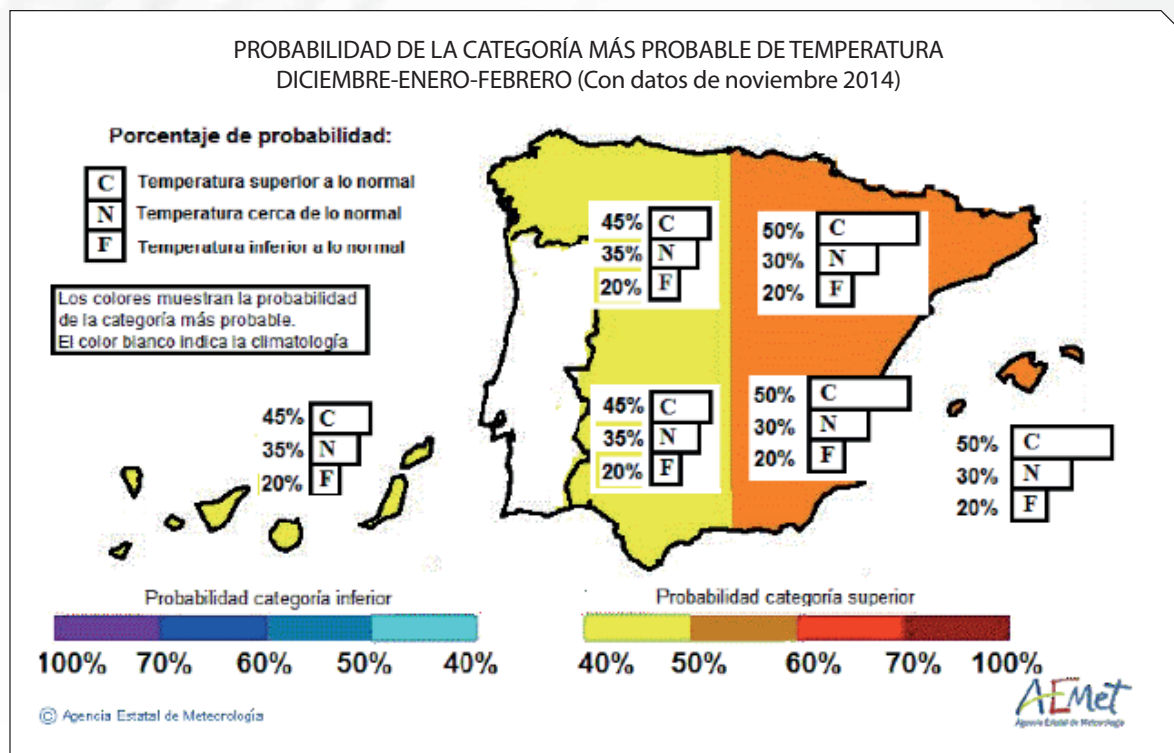 PROBABILIDAD DE LA CATEGORÍA MÁS PROBABLE DE TEMPERATURA
DICIEMBRE-ENERO-FEBRERO (Con datos de noviembre 2014)
Porcentaje de probabilidad:
C Temperatura superior a lo normal
N Temperatura cerca de lo normal
F Temperatura inferior a lo normal
Los colores muestran la probabilidad
de la categoría más probable.
El color blanco indica la climatología
45% C
35% N
20% F
50% C
30% N
20% F
45% C
35% N
20% F
50% C
30% N
20% F
45% C
35% N
20% F
50% C
30% N
20% F
Probabilidad categoría inferior
100% 70% 60% 50% 40%
Probabilidad categoría superior
40% 50% 60% 70% 100%
© Agencia Estatal de Meteorología
AEMet
Agencia Estatal de Meteorología